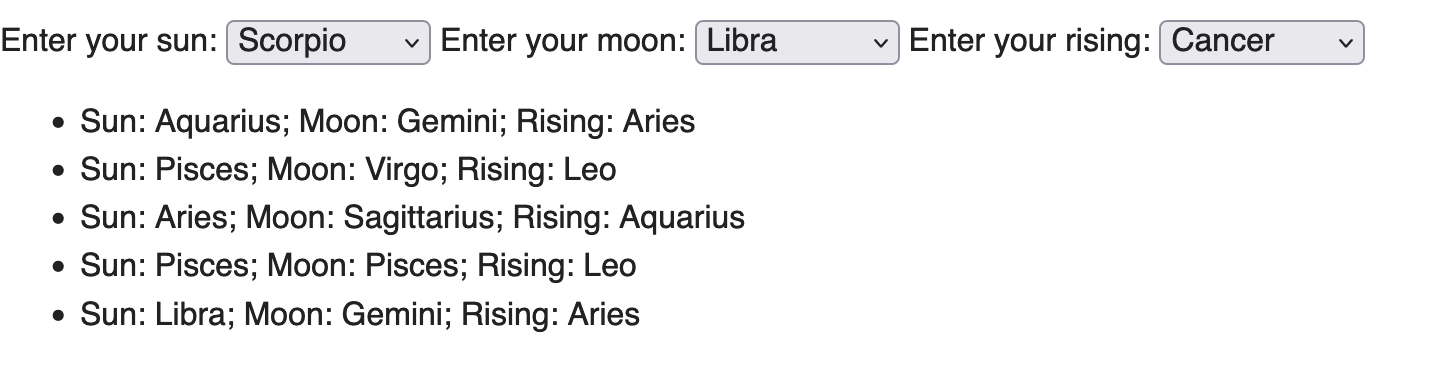 Enter your sun: Scorpio Enter your moon: Libra Enter your rising: Cancer
• Sun: Aquarius; Moon: Gemini; Rising: Aries
• Sun: Pisces; Moon: Virgo; Rising: Leo
• Sun: Aries; Moon: Sagittarius; Rising: Aquarius
• Sun: Pisces; Moon: Pisces; Rising: Leo
• Sun: Libra; Moon: Gemini; Rising: Aries